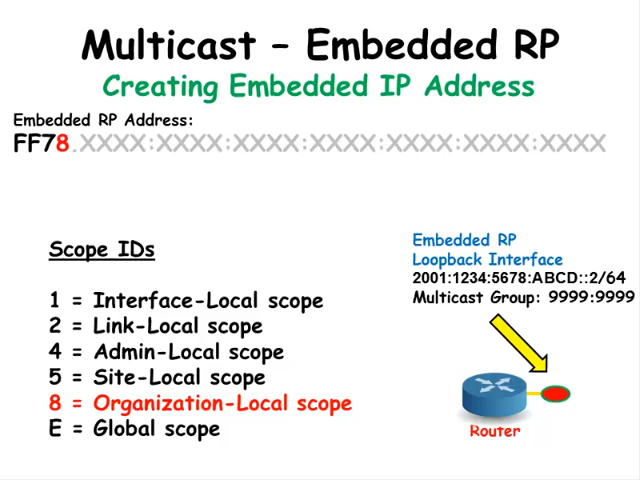 Multicast – Embedded RP
Creating Embedded IP Address
Embedded RP Address:
FF78.XXXX:XXXX:XXXX:XXXX:XXXX:XXXX:XXXX
Scope IDs
1 = Interface-Local scope
2 = Link-Local scope
4 = Admin-Local scope
5 = Site-Local scope
8 = Organization-Local scope
E = Global scope
Embedded RP
Loopback Interface
2001:1234:5678:ABCD::2/64
Multicast Group: 9999:9999
Router